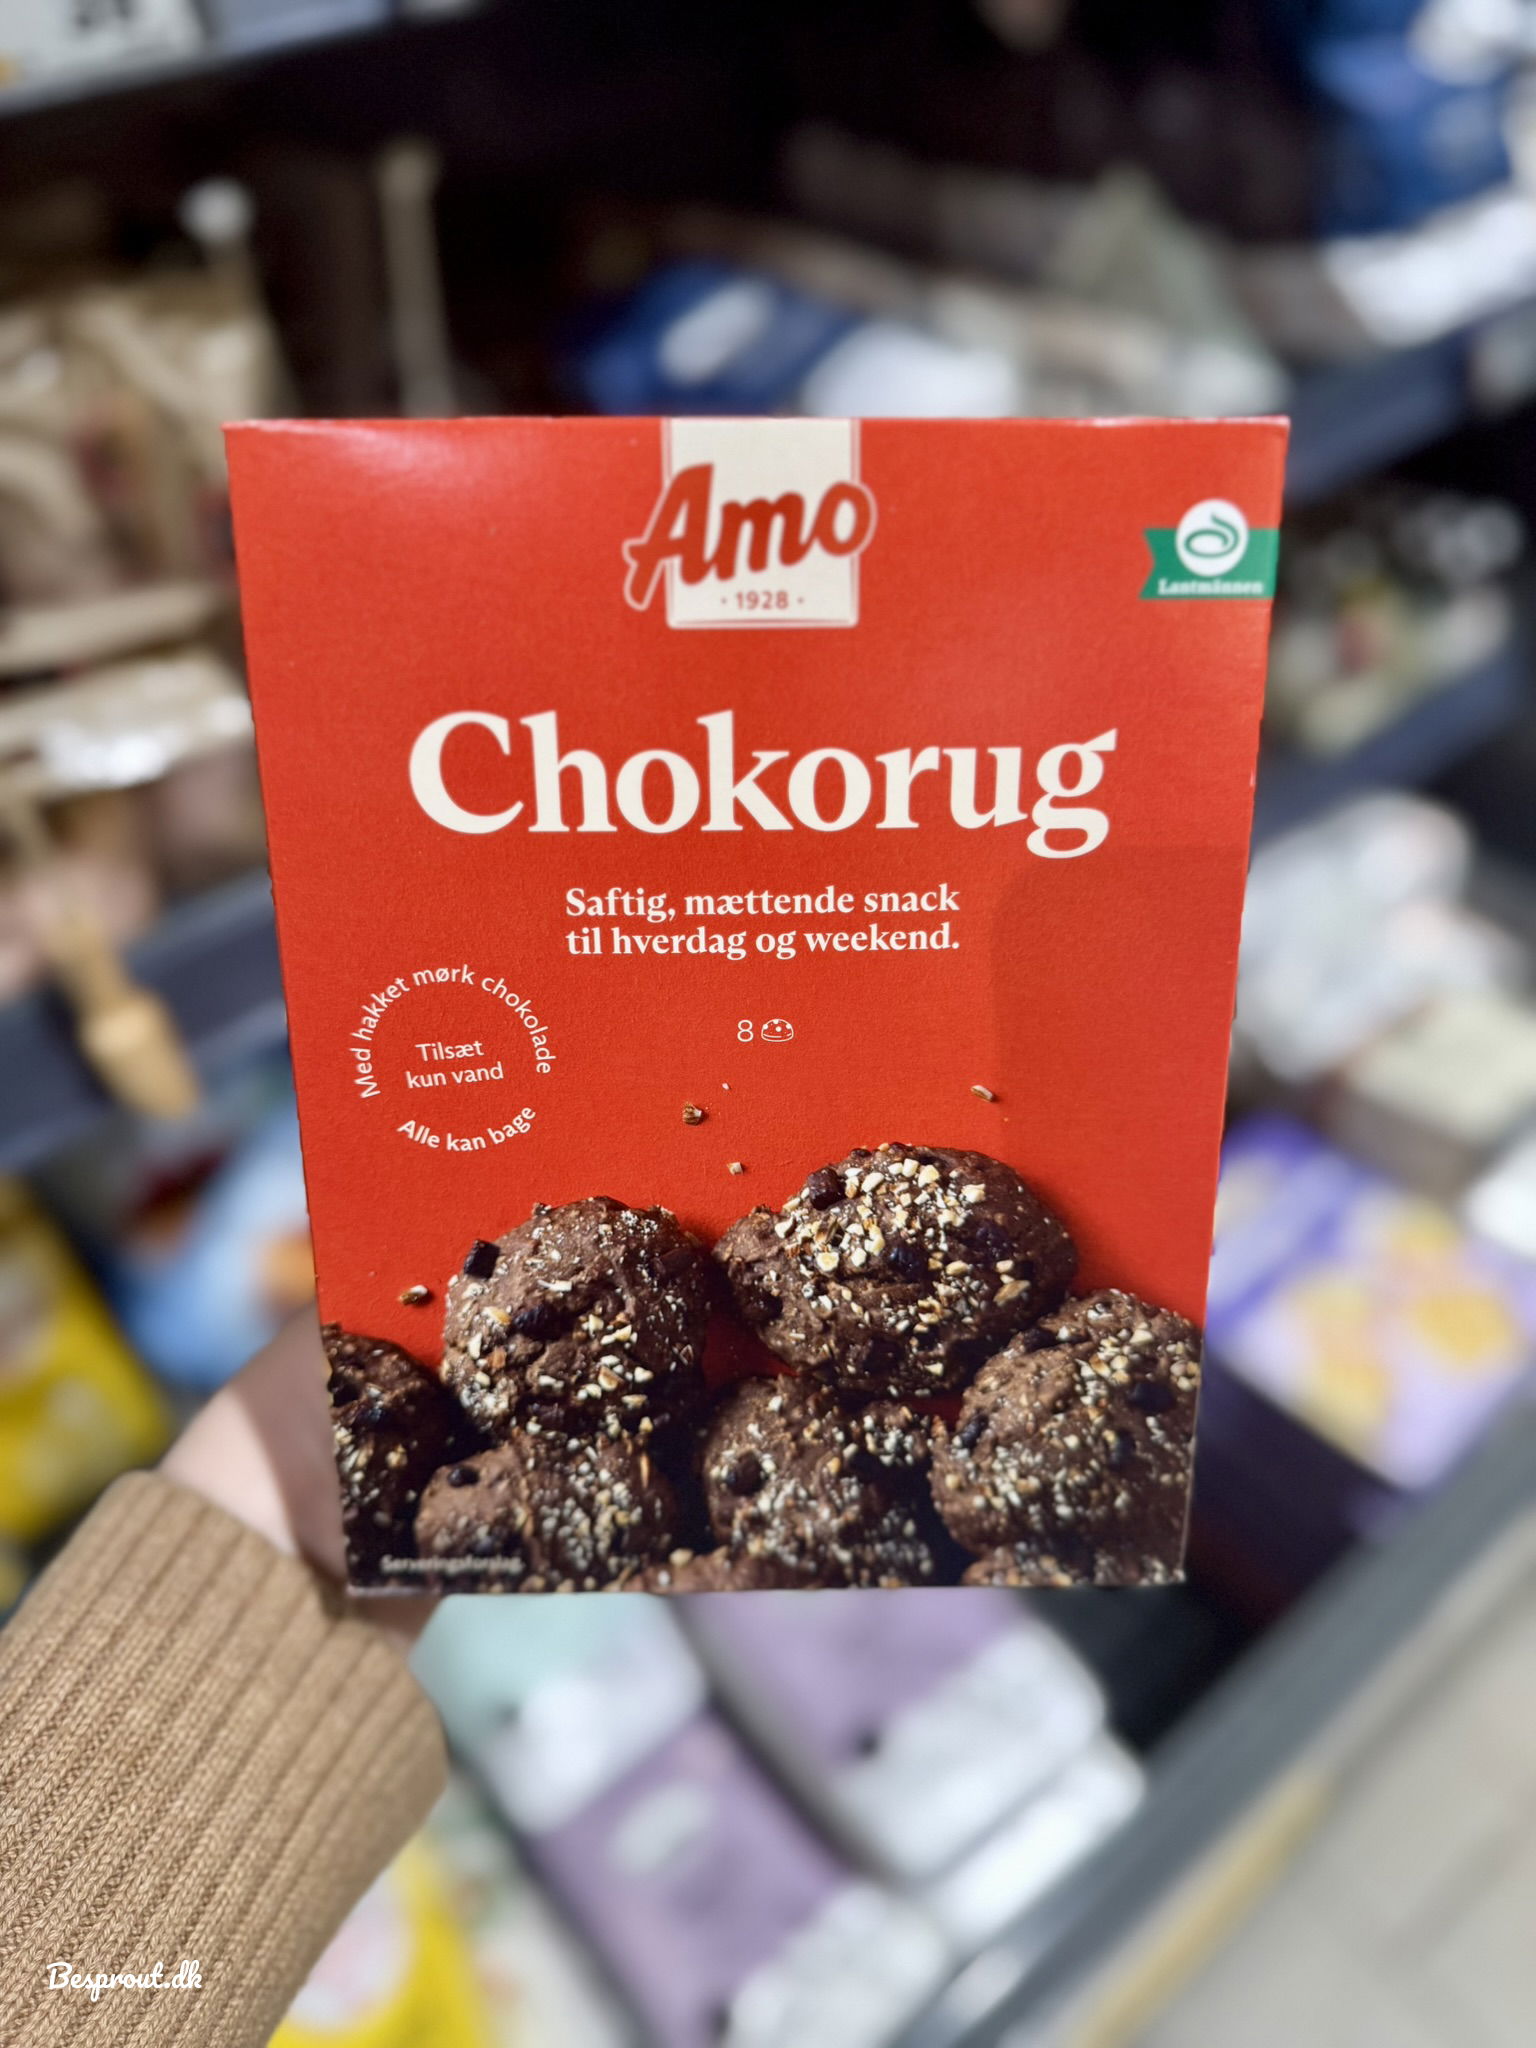 Amo
· 1928 ·
Lantmännen
Chokorug
Saftig, mættende snack
til hverdag og weekend.
Med hakket mørk chokolade
Tilsæt
kun vand
Alle kan bage
8
Serveringsforslag
Besprout.dk